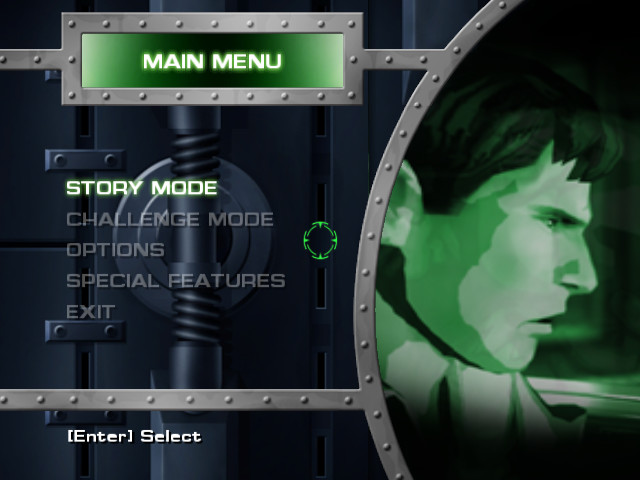 MAIN MENU
STORY MODE
CHALLENGE MODE
OPTIONS
SPECIAL FEATURES
EXIT
[Enter] Select